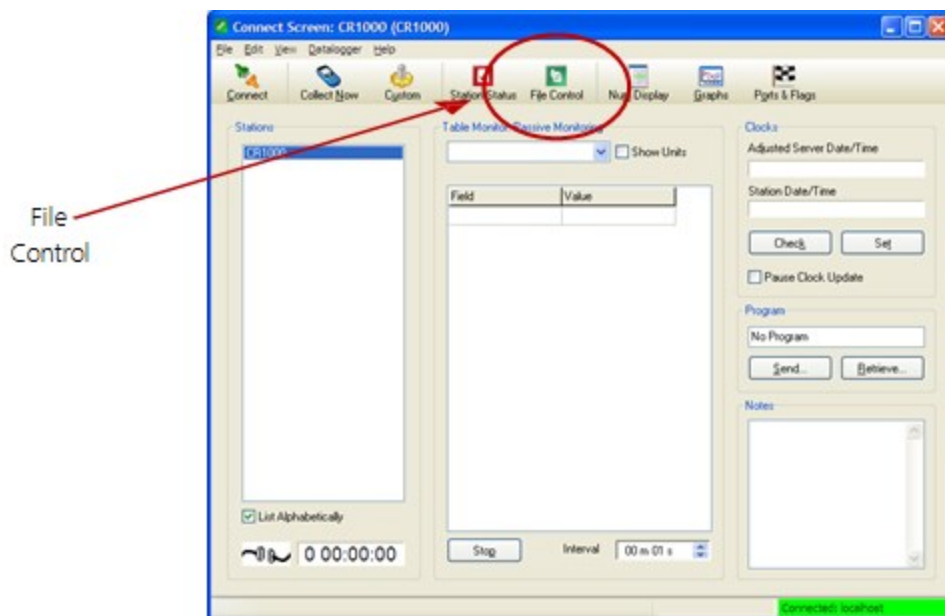 Connect Screen: CR1000 (CR1000)
File Edit View Datalogger Help
Connect Collect Now Custom Station Status File Control Num Display Graphs Ports & Flags
Stations
CR1000
List Alphabetically
0 00:00:00
File
Control
Table Monitor: Passive Monitoring
Show Units
Field Value
Stop Interval 00 m 01 s
Clocks
Adjusted Server Date/Time
Station Date/Time
Check Set
Pause Clock Update
Program
No Program
Send... Retrieve...
Notes
Connected: localhost